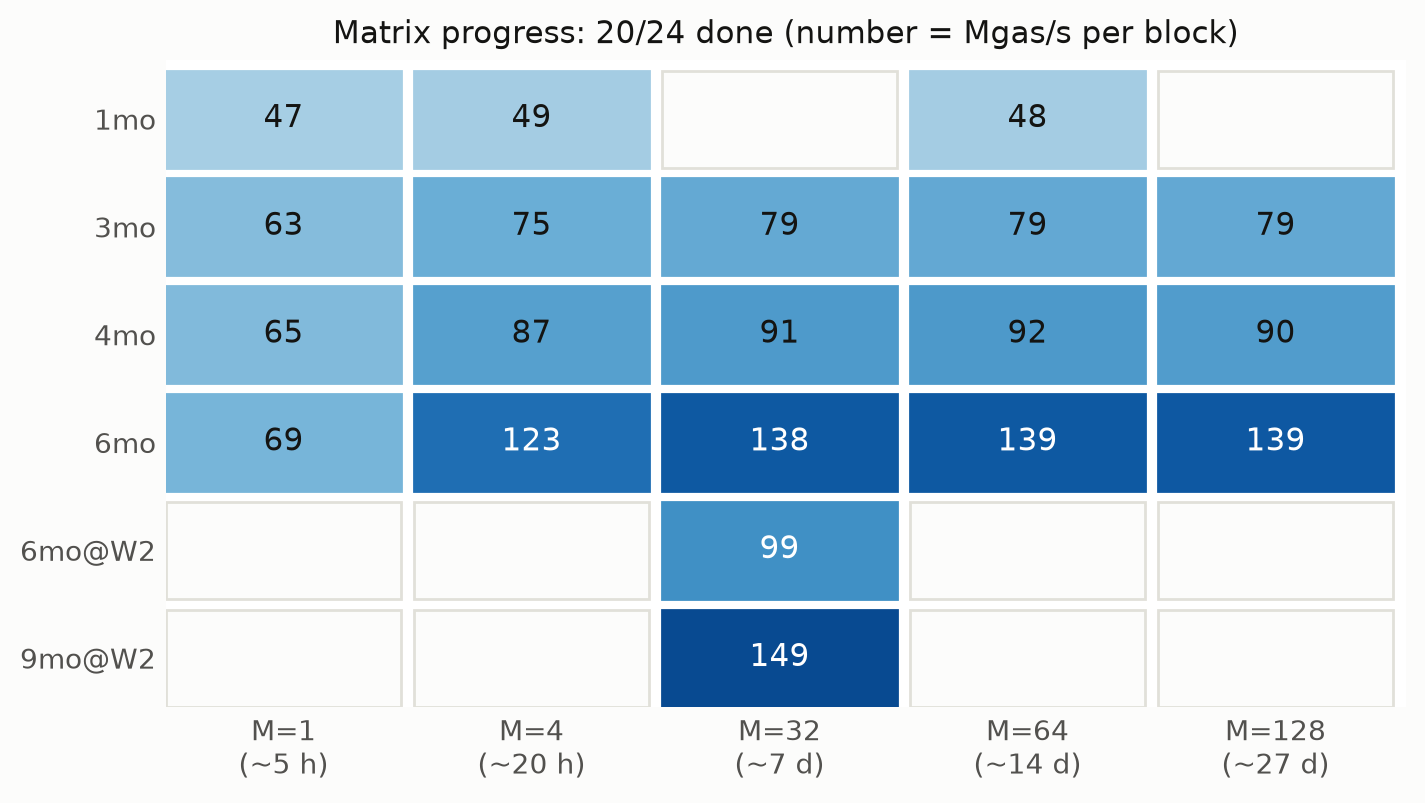 Matrix progress: 20/24 done (number = Mgas/s per block)
1mo 47 49 48
3mo 63 75 79 79 79
4mo 65 87 91 92 90
6mo 69 123 138 139 139
6mo@W2 99
9mo@W2 149
M=1 M=4 M=32 M=64 M=128
(~5 h) (~20 h) (~7 d) (~14 d) (~27 d)